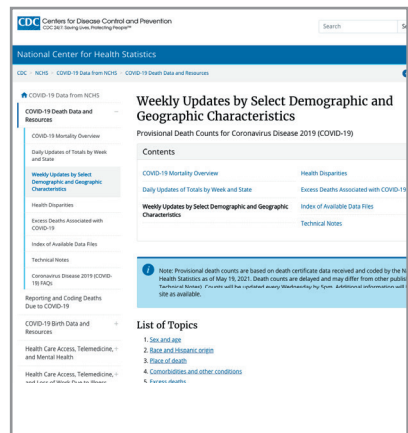 CDC Centers for Disease Control and Prevention
CDC 24/7: Saving Lives, Protecting People™
Search
National Center for Health Statistics
CDC > NCHS > COVID-19 Data from NCHS > COVID-19 Death Data and Resources
COVID-19 Data from NCHS
COVID-19 Death Data and Resources
COVID-19 Mortality Overview
Daily Updates of Totals by Week and State
Weekly Updates by Select Demographic and Geographic Characteristics
Health Disparities
Excess Deaths Associated with COVID-19
Index of Available Data Files
Technical Notes
Coronavirus Disease 2019 (COVID-19) FAQs
Reporting and Coding Deaths Due to COVID-19
COVID-19 Birth Data and Resources
Health Care Access, Telemedicine, and Mental Health
Health Care Access, Telemedicine, and Loss of Work Due to Illness
Weekly Updates by Select Demographic and
Geographic Characteristics
Provisional Death Counts for Coronavirus Disease 2019 (COVID-19)
Contents
COVID-19 Mortality Overview
Daily Updates of Totals by Week and State
Weekly Updates by Select Demographic and Geographic
Characteristics
Health Disparities
Excess Deaths Associated with COVID-19
Index of Available Data Files
Technical Notes
Note: Provisional death counts are based on death certificate data received and coded by the N
Health Statistics as of May 19, 2021. Death counts are delayed and may differ from other publis
Technical Notes). Counts will be updated every Wednesday by 5pm. Additional information will
site as available.
List of Topics
1. Sex and age
2. Race and Hispanic origin
3. Place of death
4. Comorbidities and other conditions
5. Excess deaths